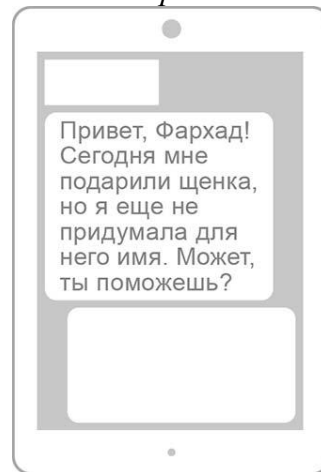 Привет, Фархад!
Сегодня мне
подарили щенка,
но я еще не
придумала для
него имя. Может,
ты поможешь?